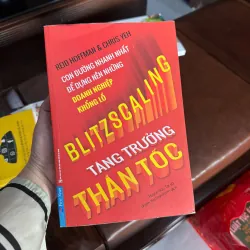 REID HOFFMAN & CHRIS YEH
CON ĐƯỜNG NHANH NHẤT
ĐỂ DỰNG NÊN NHỮNG
DOANH NGHIỆP
KHỔNG LỒ
BLITZSCALING
TĂNG TRƯỞNG
THẦN TỐC